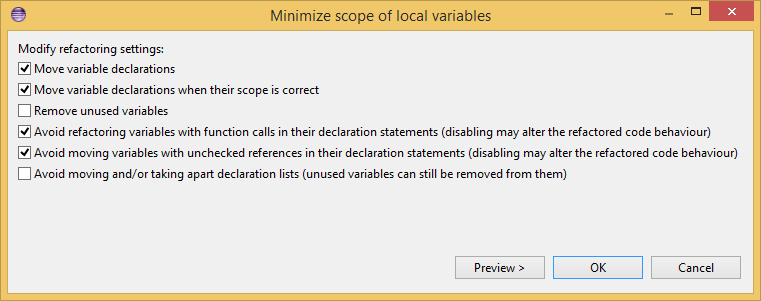 Minimize scope of local variables
Modify refactoring settings:
Move variable declarations
Move variable declarations when their scope is correct
Remove unused variables
Avoid refactoring variables with function calls in their declaration statements (disabling may alter the refactored code behaviour)
Avoid moving variables with unchecked references in their declaration statements (disabling may alter the refactored code behaviour)
Avoid moving and/or taking apart declaration lists (unused variables can still be removed from them)
Preview > OK Cancel